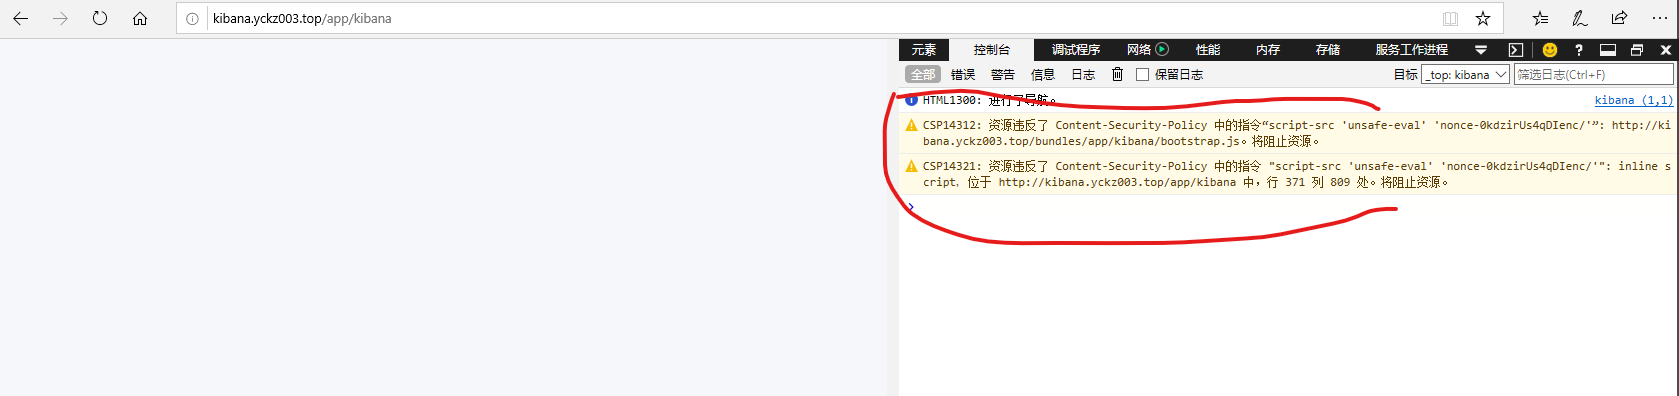 kibana.yckz003.top/app/kibana
元素 控制台 调试程序 网络 性能 内存 存储 服务工作进程
全部 错误 警告 信息 日志 保留日志 目标 _top: kibana 筛选日志(Ctrl+F)
HTML1300: 进行了导航。 kibana (1,1)
CSP14312: 资源违反了 Content-Security-Policy 中的指令“script-src 'unsafe-eval' 'nonce-0kdzirUs4qDIenc/'”: http://ki
bana.yckz003.top/bundles/app/kibana/bootstrap.js。将阻止资源。
CSP14321: 资源违反了 Content-Security-Policy 中的指令 "script-src 'unsafe-eval' 'nonce-0kdzirUs4qDIenc/'": inline s
cript，位于 http://kibana.yckz003.top/app/kibana 中，行 371 列 809 处。将阻止资源。